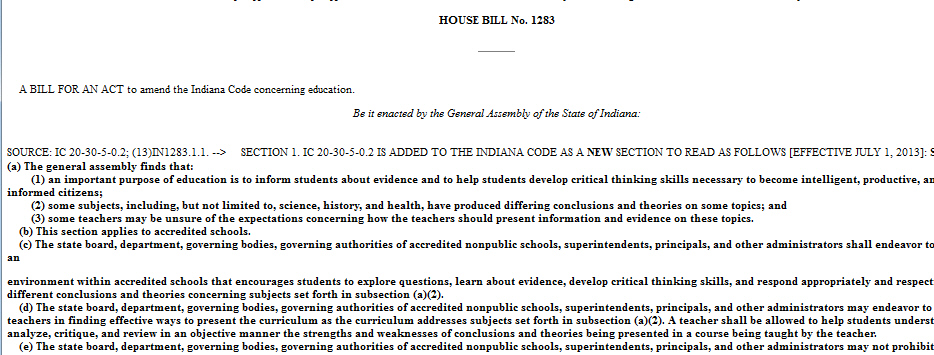 HOUSE BILL No. 1283
A BILL FOR AN ACT to amend the Indiana Code concerning education.
Be it enacted by the General Assembly of the State of Indiana:
SOURCE: IC 20-30-5-0.2; (13)IN1283.1.1. --> SECTION 1. IC 20-30-5-0.2 IS ADDED TO THE INDIANA CODE AS A NEW SECTION TO READ AS FOLLOWS [EFFECTIVE JULY 1, 2013]: S
(a) The general assembly finds that:
(1) an important purpose of education is to inform students about evidence and to help students develop critical thinking skills necessary to become intelligent, productive, an
informed citizens;
(2) some subjects, including, but not limited to, science, history, and health, have produced differing conclusions and theories on some topics; and
(3) some teachers may be unsure of the expectations concerning how the teachers should present information and evidence on these topics.
(b) This section applies to accredited schools.
(c) The state board, department, governing bodies, governing authorities of accredited nonpublic schools, superintendents, principals, and other administrators shall endeavor to
an
environment within accredited schools that encourages students to explore questions, learn about evidence, develop critical thinking skills, and respond appropriately and respect
different conclusions and theories concerning subjects set forth in subsection (a)(2).
(d) The state board, department, governing bodies, governing authorities of accredited nonpublic schools, superintendents, principals, and other administrators may endeavor to
teachers in finding effective ways to present the curriculum as the curriculum addresses subjects set forth in subsection (a)(2). A teacher shall be allowed to help students underst
analyze, critique, and review in an objective manner the strengths and weaknesses of conclusions and theories being presented in a course being taught by the teacher.
(e) The state board, department, governing bodies, governing authorities of accredited nonpublic schools, superintendents, principals, and other administrators may not prohibit